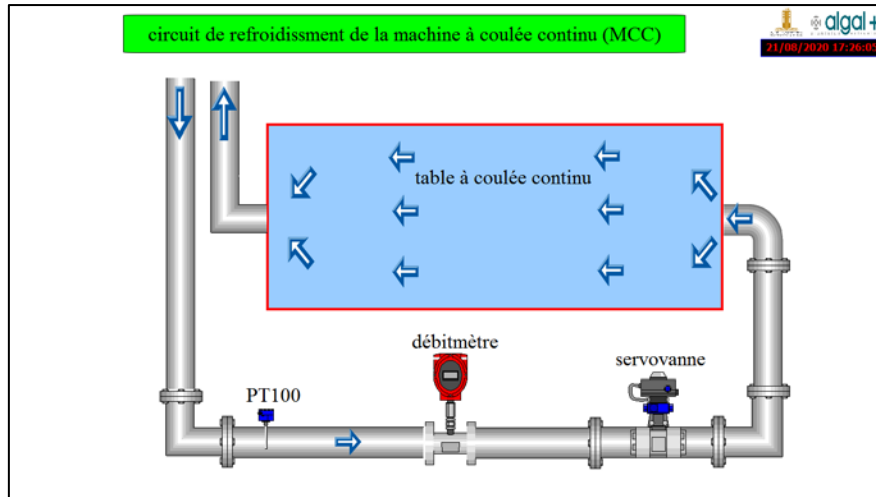 circuit de refroidissment de la machine à coulée continu (MCC)
algal+
21/08/2020 17:26:05
table à coulée continu
débitmètre
servovanne
PT100